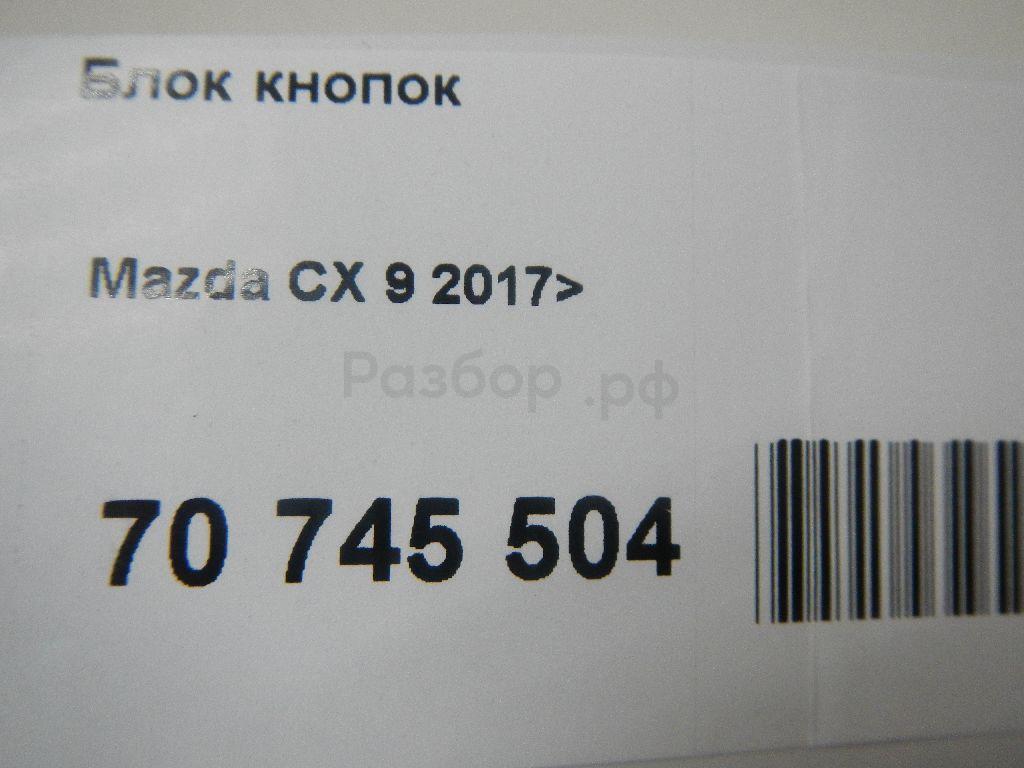 Блок кнопок
Mazda CX 9 2017>
Разбор.рф
70 745 504